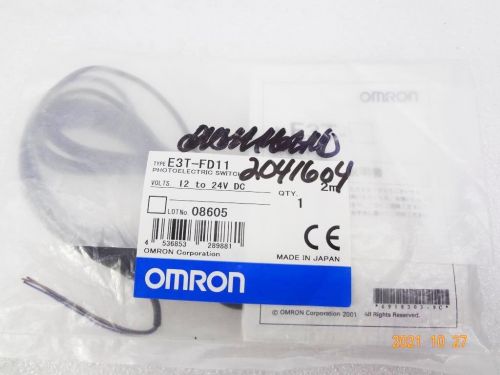 OMRON
TYPE E3T-FD11
PHOTOELECTRIC SWITCH
2041604
VOLTS. 12 to 24V DC
2m
QTY.
1
LOT No 08605
4 536853 289881
CE
OMRON Corporation
MADE IN JAPAN
OMRON
© OMRON Corporation 2001 All Rights Reserved.
2021 10 27